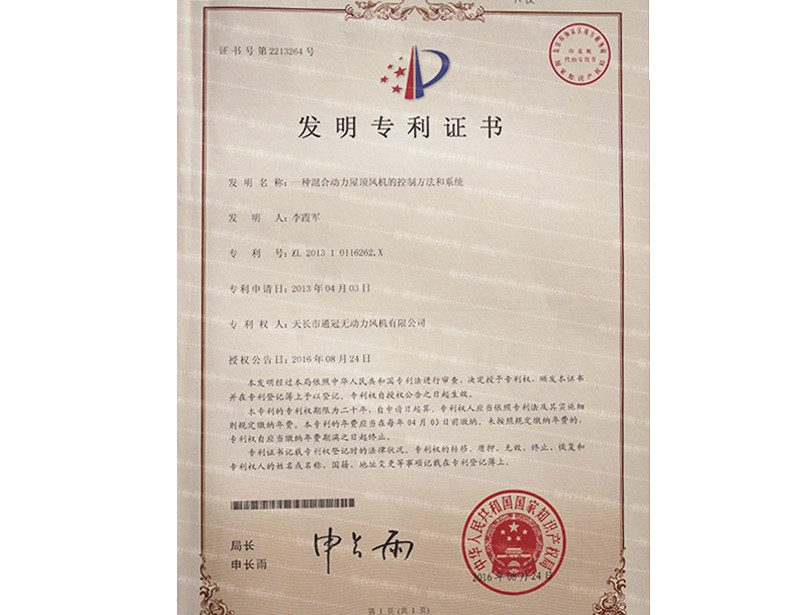 证书号第2213264号
发明专利证书
发明名称：一种混合动力屋顶风机的控制方法和系统
发明人：李霞军
专利号：ZL 2013 1 0116262.X
专利申请日：2013年04月03日
专利权人：天长市通冠无动力风机有限公司
授权公告日：2016年08月24日
本发明经过本局依照中华人民共和国专利法进行审查，决定授予专利权，颁发本证书
并在专利登记簿上予以登记，专利权自授权公告之日起生效。
本专利的专利权期限为二十年，自申请日起算。专利权人应当依照专利法及其实施细
则规定缴纳年费。本专利的年费应当在每年04月03日前缴纳。未按照规定缴纳年费的，
专利权自应当缴纳年费期满之日起终止。
专利证书记载专利权登记时的法律状况。专利权的转移、质押、无效、终止、恢复和
专利权人的姓名或名称、国籍、地址变更等事项记载在专利登记簿上。
局长
申长雨
申长雨
中华人民共和国国家知识产权局
2016年08月24日
第1页（共1页）